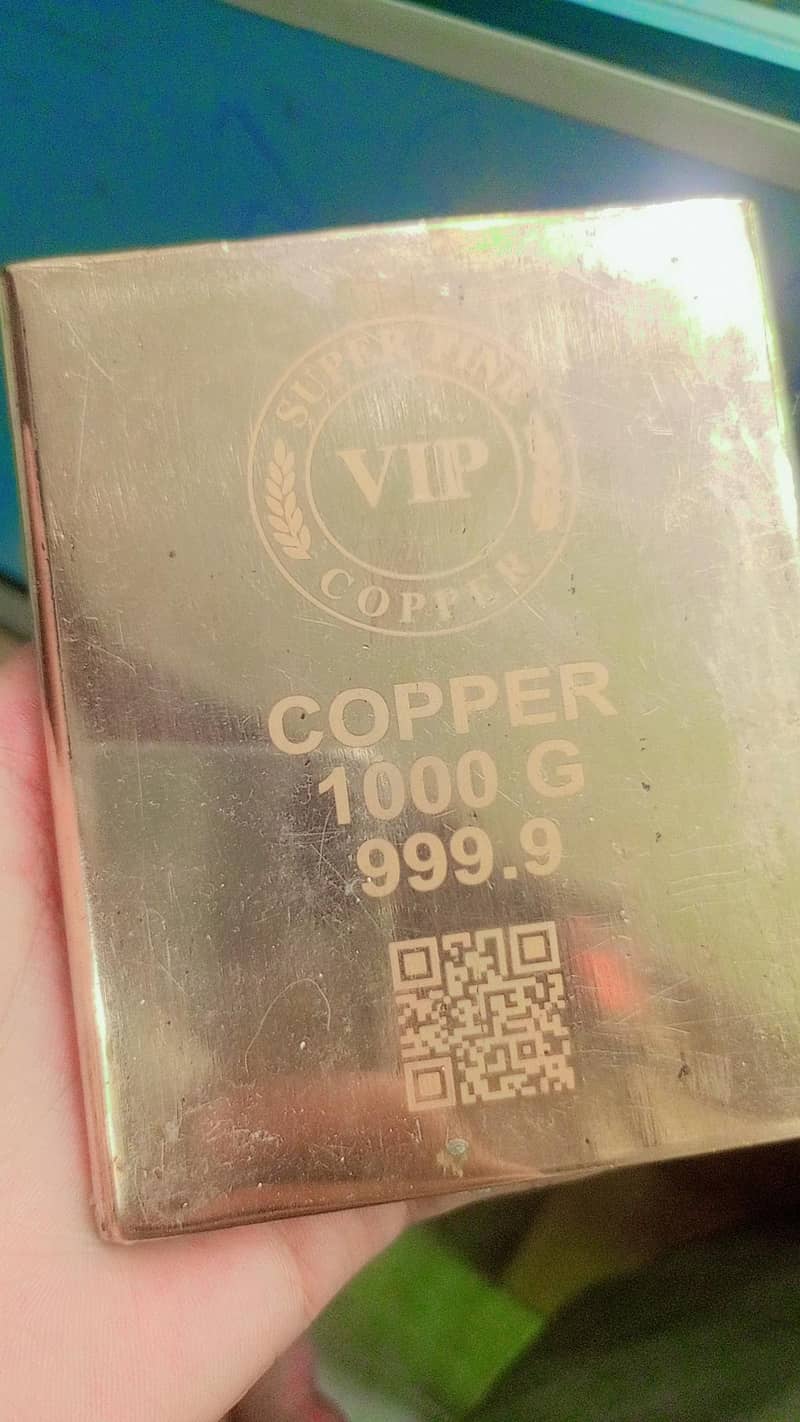 SUPER FINE
VIP
COPPER
COPPER
1000 G
999.9